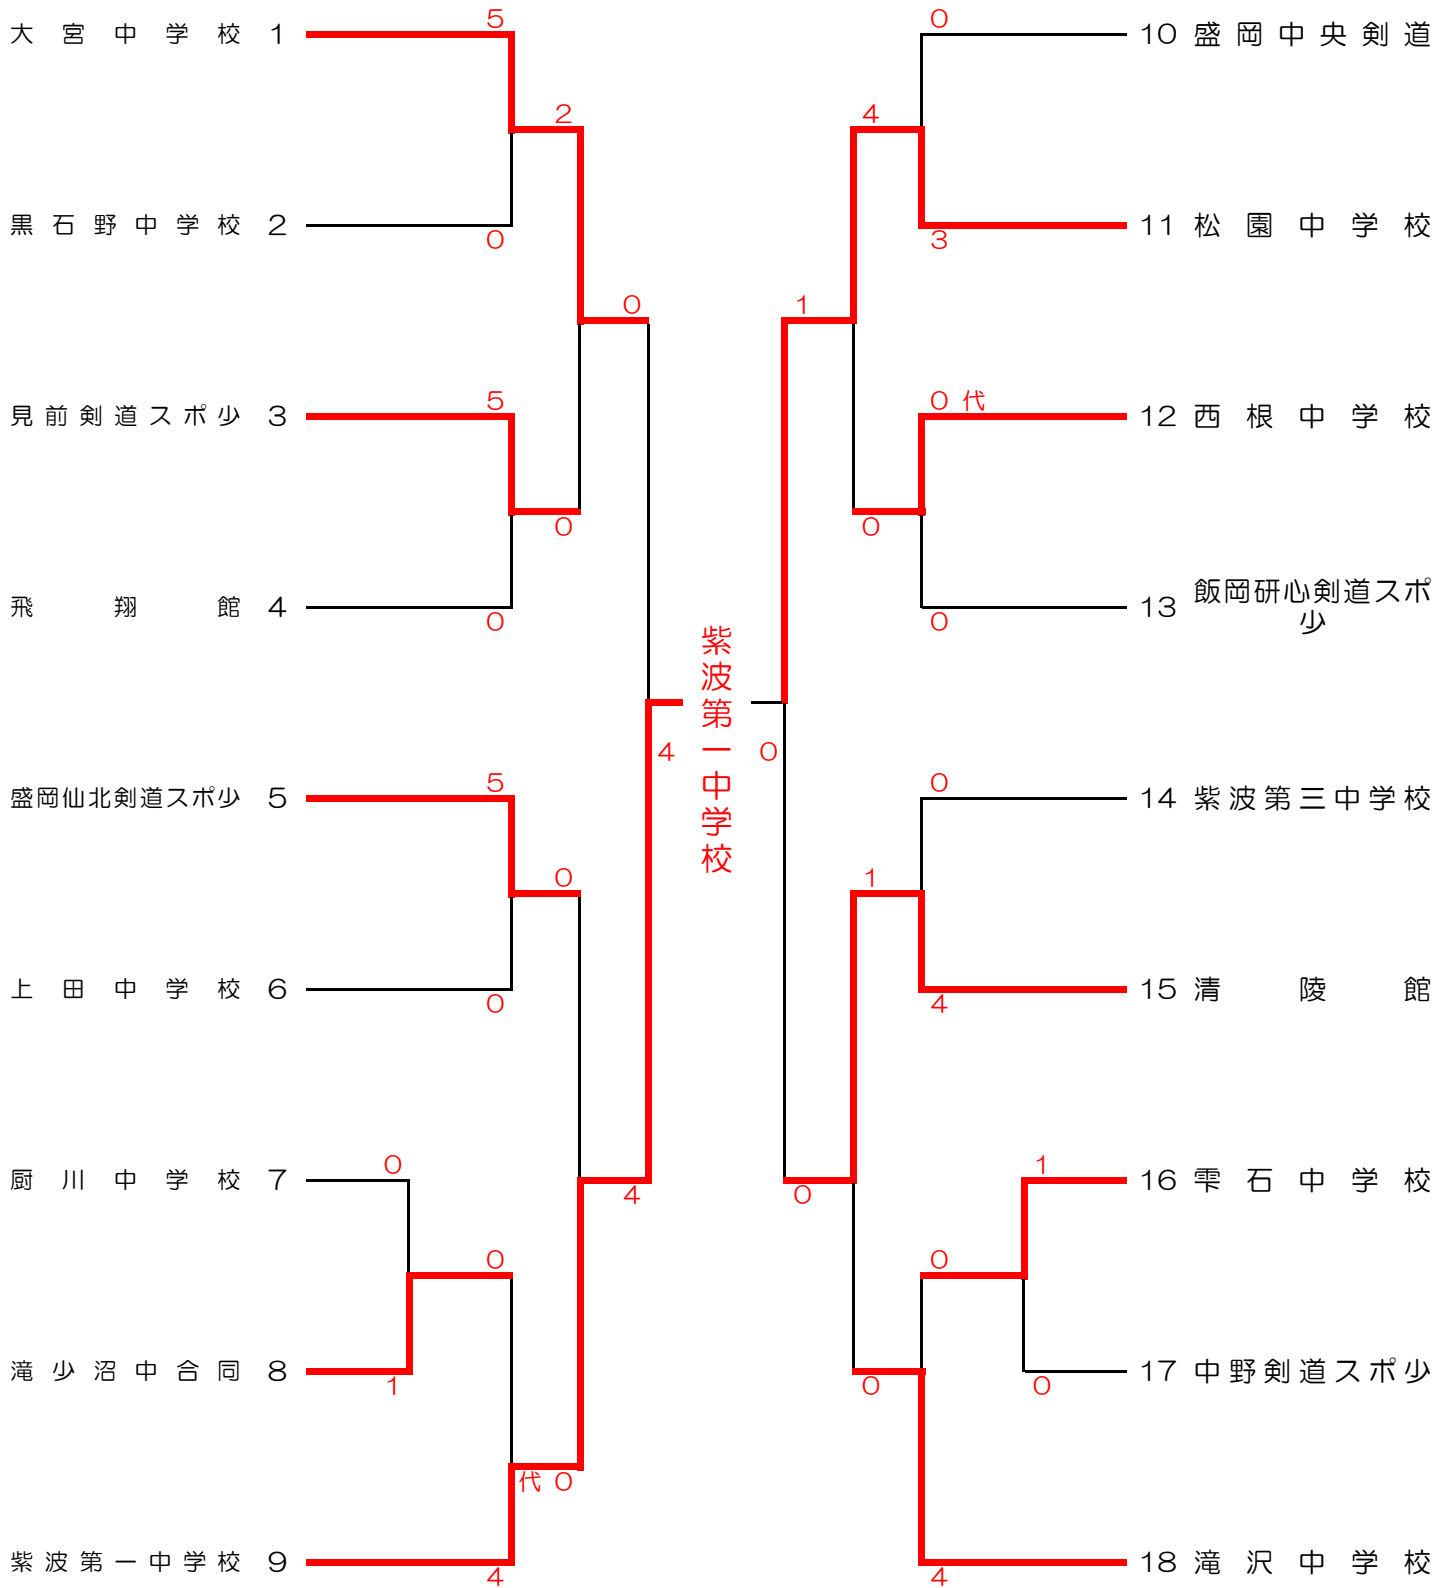 大宮中学校 1
5
2
黒石野中学校 2
0
0
見前剣道スポ少 3
5
0
飛翔館 4
0
盛岡仙北剣道スポ少 5
5
0
上田中学校 6
0
厨川中学校 7
0
4
0
滝少沼中合同 8
1
代 0
紫波第一中学校 9
4
紫波第一中学校
4
0
0
10 盛岡中央剣道
4
11 松園中学校
3
1
0 代
12 西根中学校
0
13 飯岡研心剣道スポ
少
0
0
14 紫波第三中学校
1
15 清陵館
4
0
1
16 雫石中学校
0
17 中野剣道スポ少
0
0
18 滝沢中学校
4